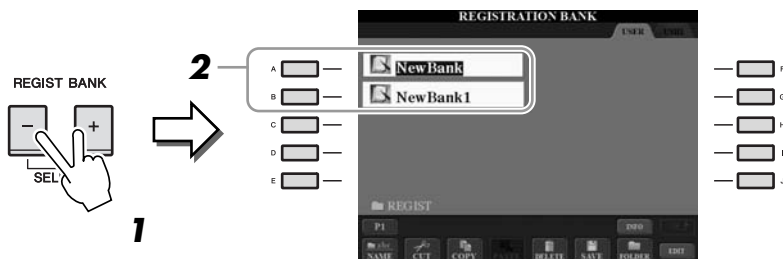 REGISTRATION BANK
USER
2
A
NewBank
REGIST BANK
B
NewBank1
- +
C
H
D
E
SEL
REGIST
1
P1
INFO
NAME CUT COPY DELETE SAVE FOLDER EDIT